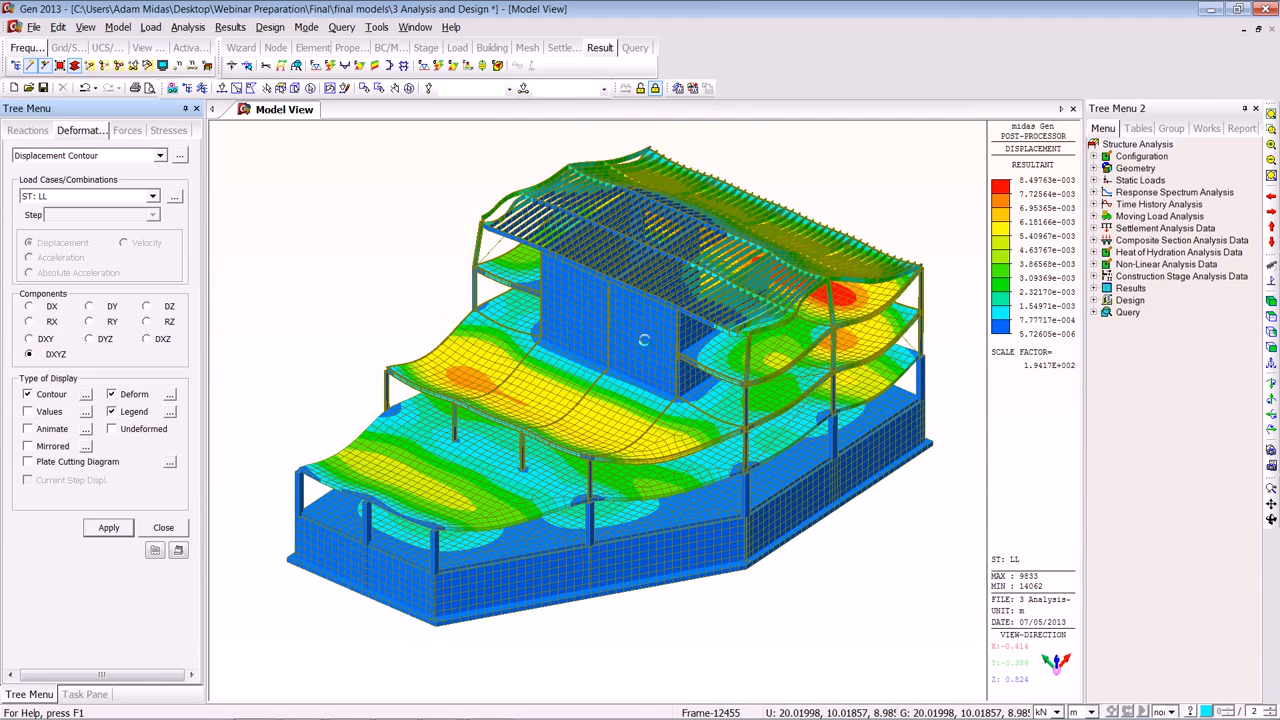 Gen 2013 - [C:\Users\Adam Midas\Desktop\Webinar Preparation\Final\final models\3 Analysis and Design *] - [Model View]
File Edit View Model Load Analysis Results Design Mode Query Tools Window Help
Frequ... Grid/S... UCS/... View ... Activa... Wizard Node Element Prope... BC/M... Stage Load Building Mesh Settle... Result Query
Tree Menu
Reactions Deformat... Forces Stresses
Displacement Contour ...
Load Cases/Combinations
ST: LL ...
Step
Displacement Velocity
Acceleration
Absolute Acceleration
Components
DX DY DZ
RX RY RZ
DXY DYZ DXZ
DXYZ
Type of Display
Contour ... Deform ...
Values ... Legend ...
Animate ... Undeformed
Mirrored ...
Plate Cutting Diagram ...
Current Step Displ.
Apply Close
Tree Menu Task Pane
Model View
midas Gen
POST-PROCESSOR
DISPLACEMENT
RESULTANT
8.49763e-003
7.72564e-003
6.95365e-003
6.18166e-003
5.40967e-003
4.63767e-003
3.86568e-003
3.09369e-003
2.32170e-003
1.54971e-003
7.77717e-004
5.72605e-006
SCALE FACTOR=
1.9417E+002
ST: LL
MAX : 9833
MIN : 14062
FILE: 3 Analysis~
UNIT: m
DATE: 07/05/2013
VIEW-DIRECTION
X:-0.414
Y:-0.386
Z: 0.824
Tree Menu 2
Menu Tables Group Works Report
Structure Analysis
Configuration
Geometry
Static Loads
Response Spectrum Analysis
Time History Analysis
Moving Load Analysis
Settlement Analysis Data
Composite Section Analysis Data
Heat of Hydration Analysis Data
Non-Linear Analysis Data
Construction Stage Analysis Data
Results
Design
Query
For Help, press F1
Frame-12455 U: 20.01998, 10.01857, 8.985 G: 20.01998, 10.01857, 8.985 kN m nor / 2